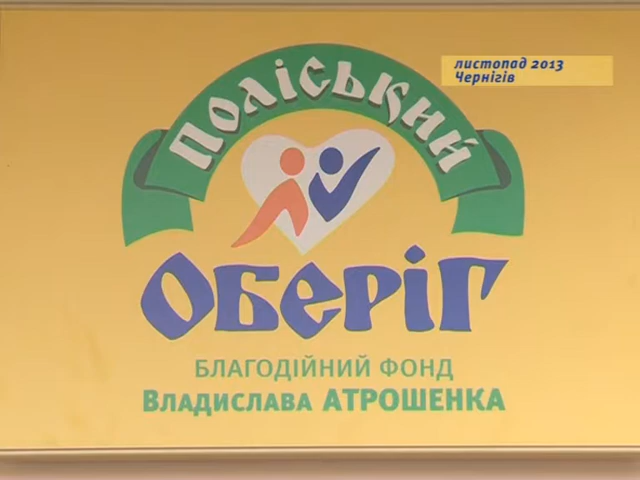 листопад 2013
Чернігів
Поліський
Оберіг
БЛАГОДІЙНИЙ ФОНД
Владислава АТРОШЕНКА